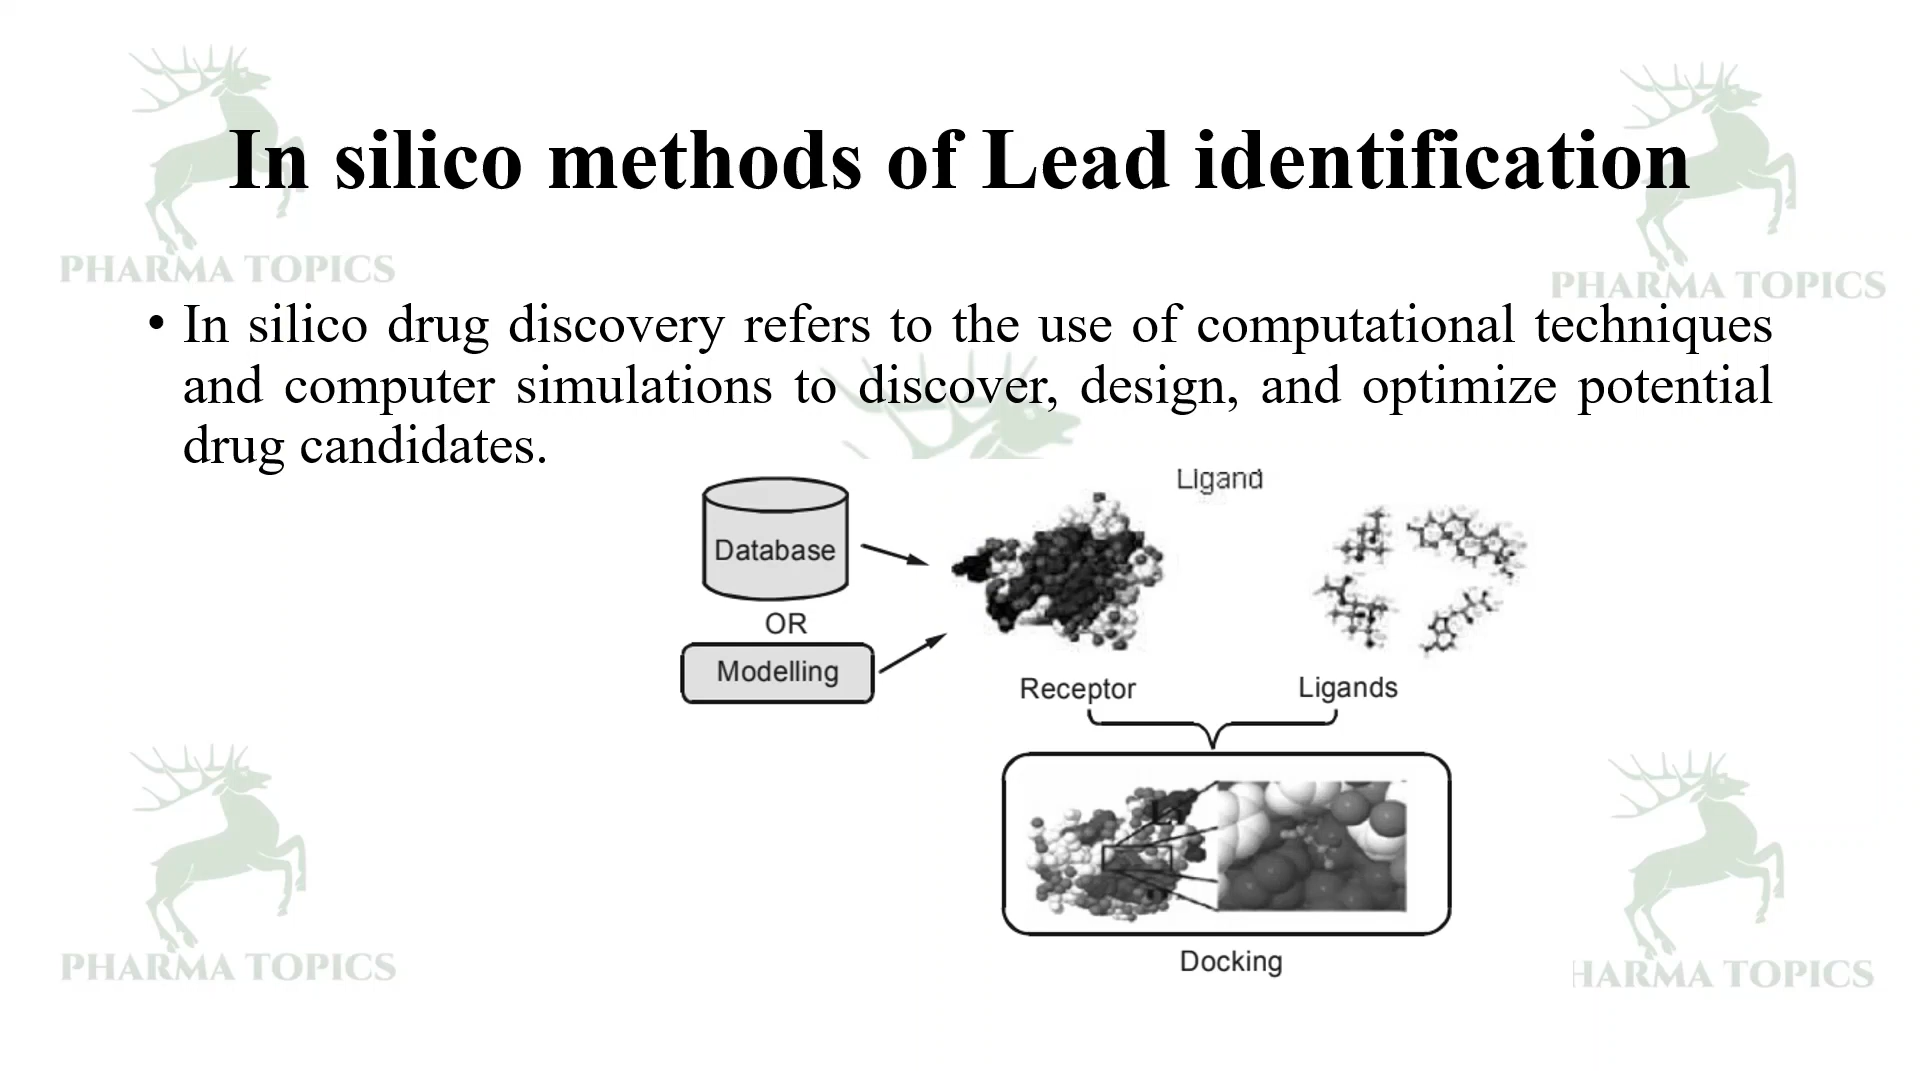 In silico methods of Lead identification
PHARMA TOPICS
PHARMA TOPICS
• In silico drug discovery refers to the use of computational techniques
and computer simulations to discover, design, and optimize potential
drug candidates.
Ligand
Database
OR
Modelling
Receptor
Ligands
Docking
PHARMA TOPICS
HARMA TOPICS